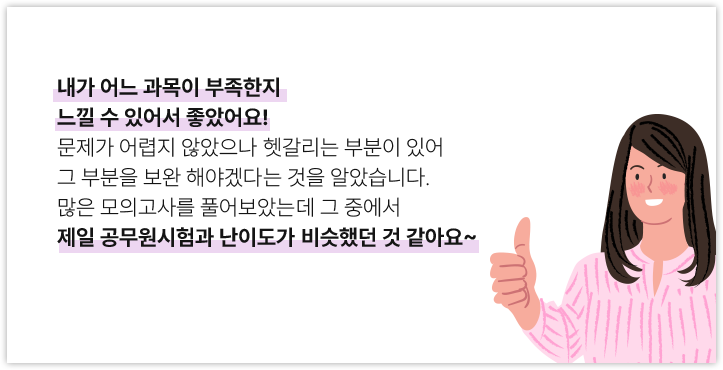 내가 어느 과목이 부족한지
느낄 수 있어서 좋았어요!
문제가 어렵지 않았으나 헷갈리는 부분이 있어
그 부분을 보완 해야겠다는 것을 알았습니다.
많은 모의고사를 풀어보았는데 그 중에서
제일 공무원시험과 난이도가 비슷했던 것 같아요~